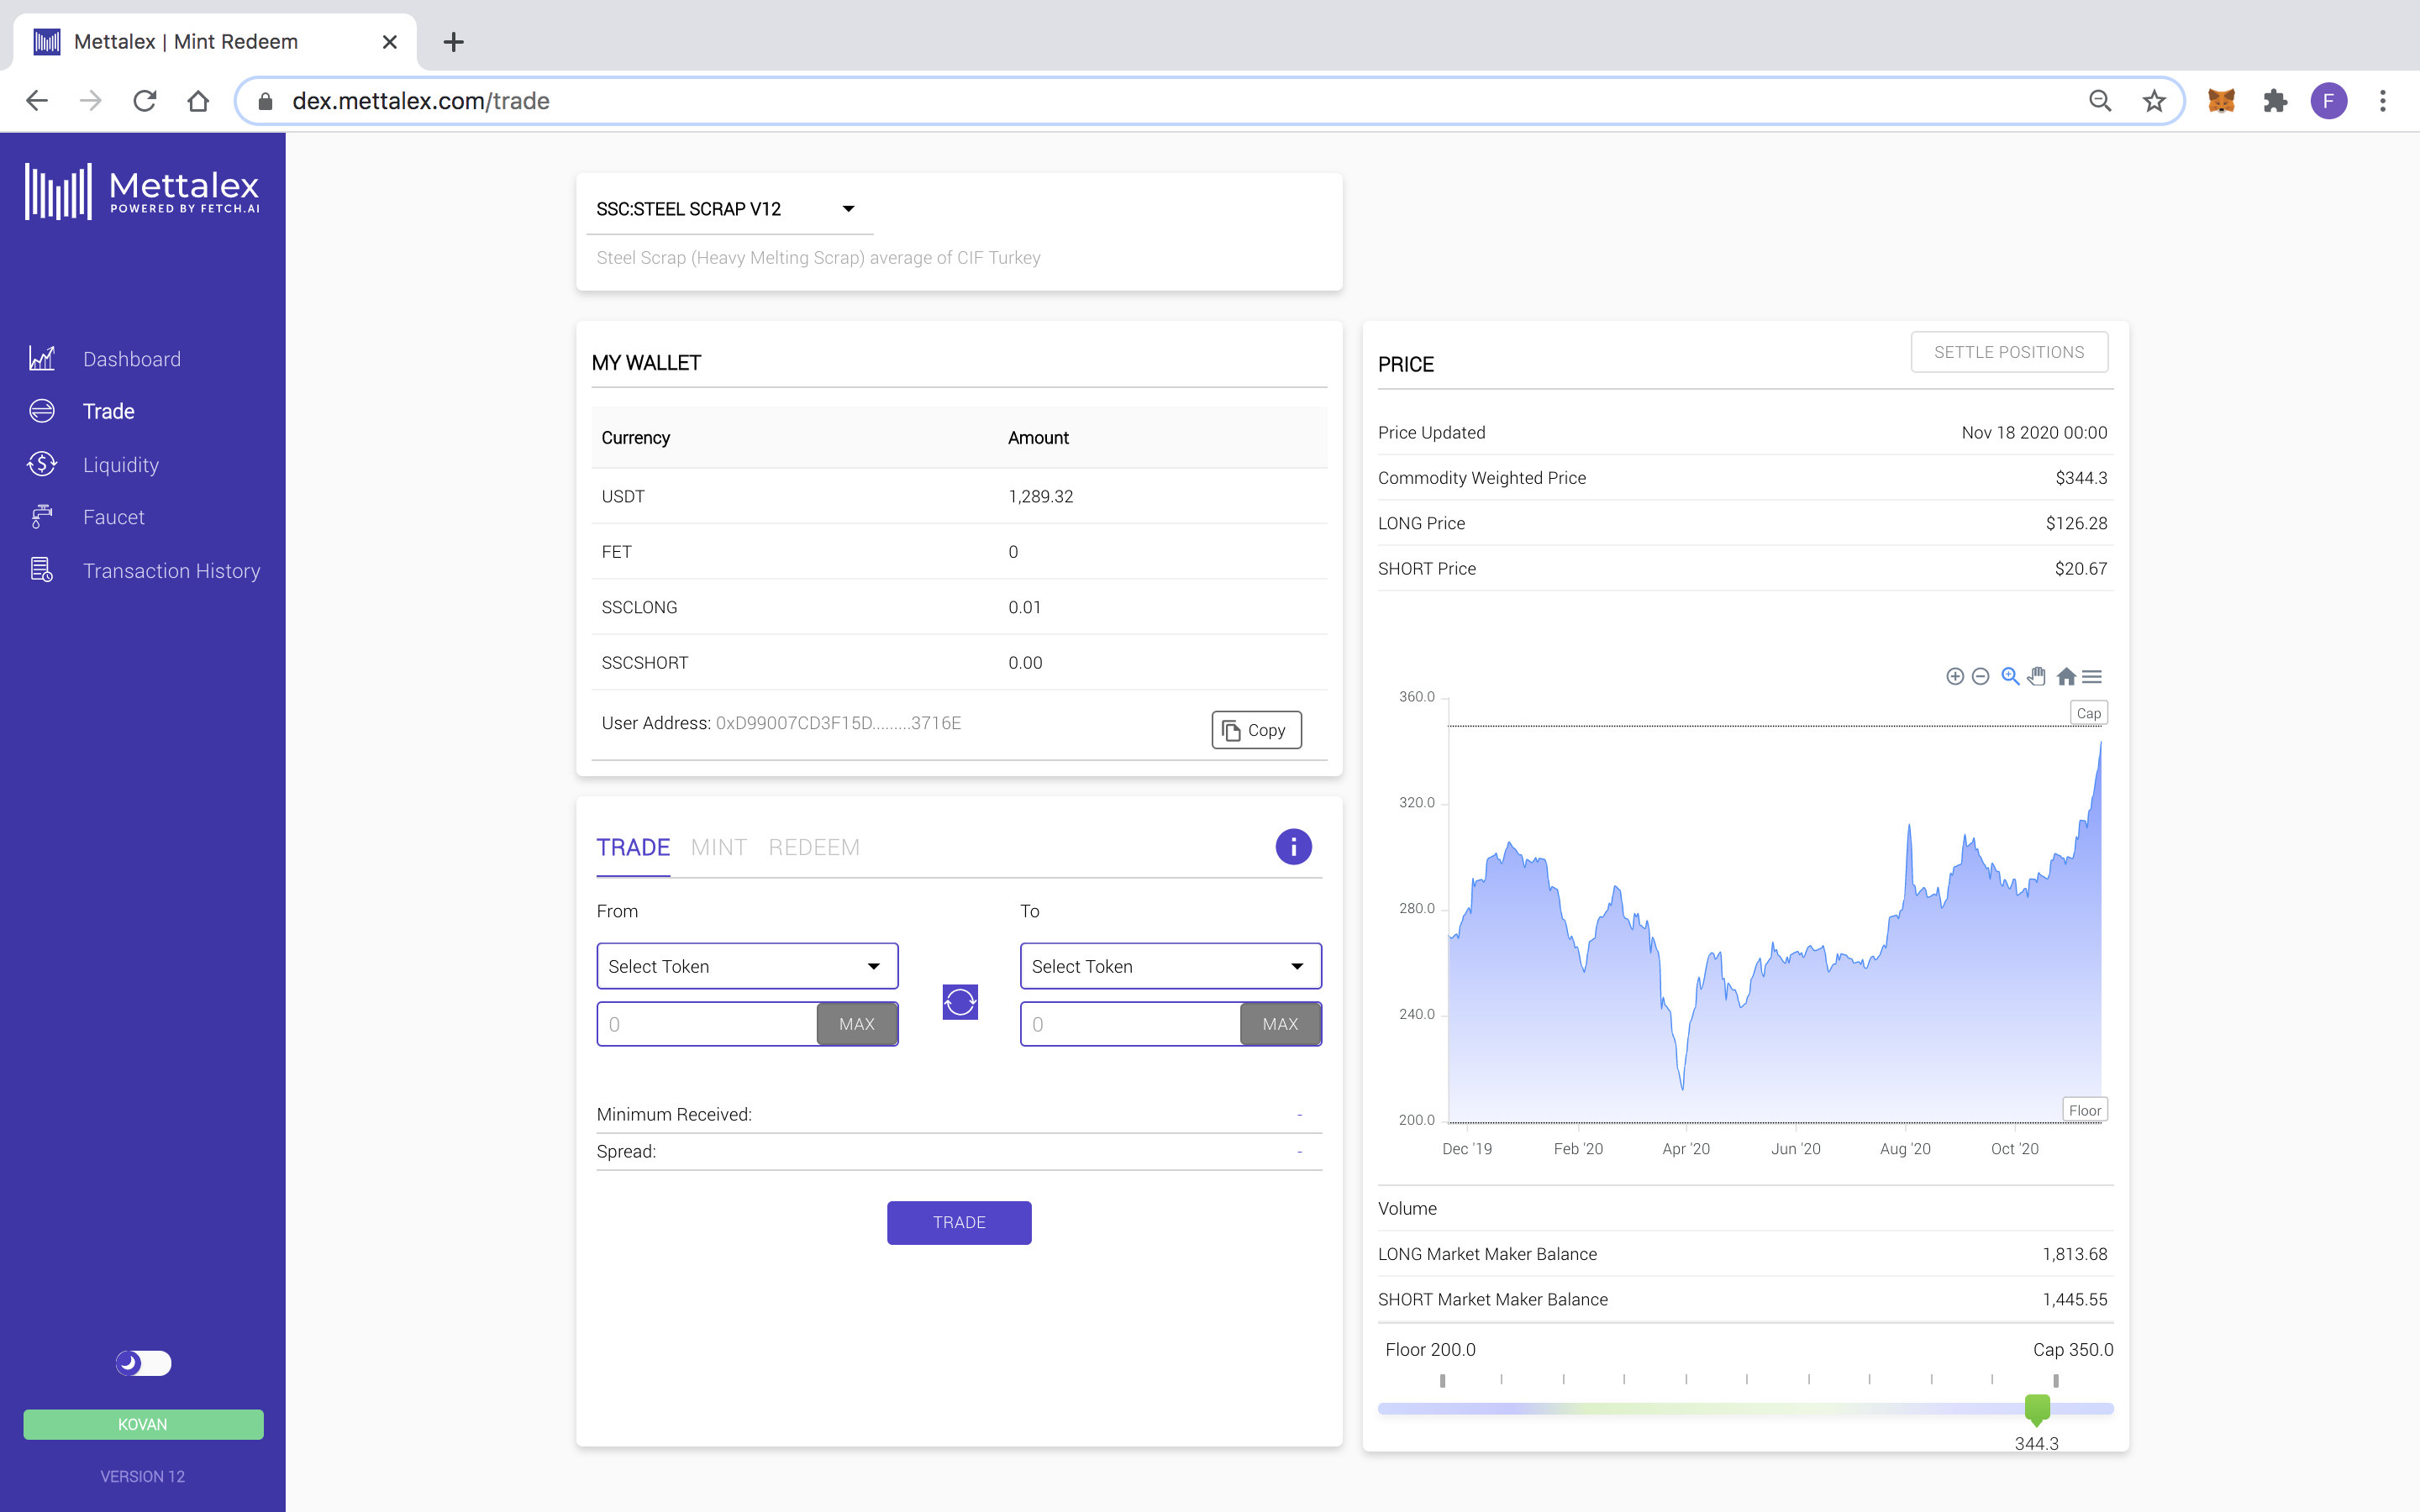 Mettalex | Mint Redeem
dex.mettalex.com/trade
F
Mettalex
POWERED BY FETCH.AI
Dashboard
Trade
Liquidity
Faucet
Transaction History
KOVAN
VERSION 12
SSC:STEEL SCRAP V12
Steel Scrap (Heavy Melting Scrap) average of CIF Turkey
MY WALLET
Currency Amount
USDT 1,289.32
FET 0
SSCLONG 0.01
SSCSHORT 0.00
User Address: 0xD99007CD3F15D.........3716E
Copy
TRADE MINT REDEEM
i
From To
Select Token Select Token
0 MAX 0 MAX
Minimum Received: -
Spread: -
TRADE
PRICE
SETTLE POSITIONS
Price Updated Nov 18 2020 00:00
Commodity Weighted Price $344.3
LONG Price $126.28
SHORT Price $20.67
360.0
Cap
320.0
280.0
240.0
200.0
Floor
Dec '19 Feb '20 Apr '20 Jun '20 Aug '20 Oct '20
Volume
LONG Market Maker Balance 1,813.68
SHORT Market Maker Balance 1,445.55
Floor 200.0 Cap 350.0
344.3